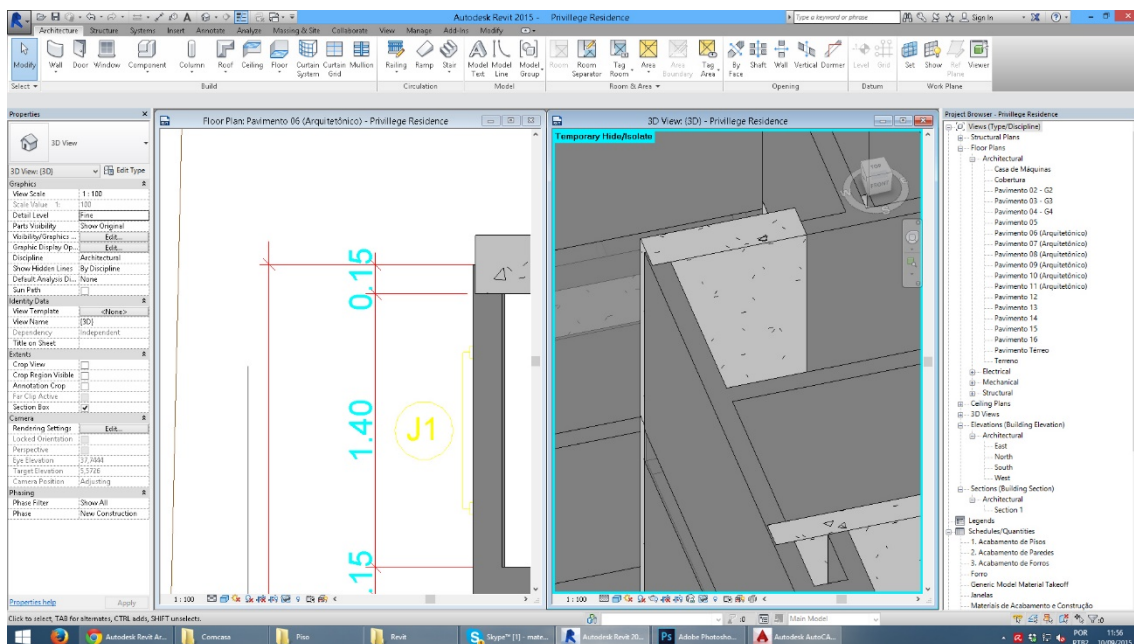 Autodesk Revit 2015 - Privillege Residence
Type a keyword or phrase
Sign In
Architecture Structure Systems Insert Annotate Analyze Massing & Site Collaborate View Manage Add-Ins Modify
Modify Wall Door Window Component Column Roof Ceiling Floor Curtain System Curtain Grid Mullion Railing Ramp Stair Model Text Model Line Model Group Room Room Separator Tag Room Area Area Boundary Tag Area By Face Shaft Wall Vertical Dormer Level Grid Set Show Ref Plane Viewer
Select Build Circulation Model Room & Area Opening Datum Work Plane
Properties
3D View
3D View: {3D} Edit Type
Graphics
View Scale 1 : 100
Scale Value 1: 100
Detail Level Fine
Parts Visibility Show Original
Visibility/Graphics ... Edit...
Graphic Display Op... Edit...
Discipline Architectural
Show Hidden Lines By Discipline
Default Analysis Di... None
Sun Path
Identity Data
View Template <None>
View Name {3D}
Dependency Independent
Title on Sheet
Extents
Crop View
Crop Region Visible
Annotation Crop
Far Clip Active
Section Box
Camera
Rendering Settings Edit...
Locked Orientation
Perspective
Eye Elevation 37,7444
Target Elevation 5,5726
Camera Position Adjusting
Phasing
Phase Filter Show All
Phase New Construction
Properties help Apply
Floor Plan: Pavimento 06 (Arquitetônico) - Privillege Residence
0.15
1.40
J1
15
1 : 100
3D View: {3D} - Privillege Residence
Temporary Hide/Isolate
TOP
FRONT
1 : 100
Project Browser - Privillege Residence
Views (Type/Discipline)
Structural Plans
Floor Plans
Architectural
Casa de Máquinas
Cobertura
Pavimento 02 - G2
Pavimento 03 - G3
Pavimento 04 - G4
Pavimento 05
Pavimento 06 (Arquitetônico)
Pavimento 07 (Arquitetônico)
Pavimento 08 (Arquitetônico)
Pavimento 09 (Arquitetônico)
Pavimento 10 (Arquitetônico)
Pavimento 11 (Arquitetônico)
Pavimento 12
Pavimento 13
Pavimento 14
Pavimento 15
Pavimento 16
Pavimento Térreo
Terreno
Electrical
Mechanical
Structural
Ceiling Plans
3D Views
Elevations (Building Elevation)
Architectural
East
North
South
West
Sections (Building Section)
Architectural
Section 1
Legends
Schedules/Quantities
1. Acabamento de Pisos
2. Acabamento de Paredes
3. Acabamento de Forros
Forro
Generic Model Material Takeoff
Janelas
Materiais de Acabamento e Construção
Click to select, TAB for alternates, CTRL adds, SHIFT unselects.
:0
Main Model
:0
Autodesk Revit Ar...
Comcasa
Piso
Revit
Skype™ [1] - mate...
Autodesk Revit 20...
Adobe Photosho...
Autodesk AutoCA...
POR
PTB2
11:56
10/09/2015